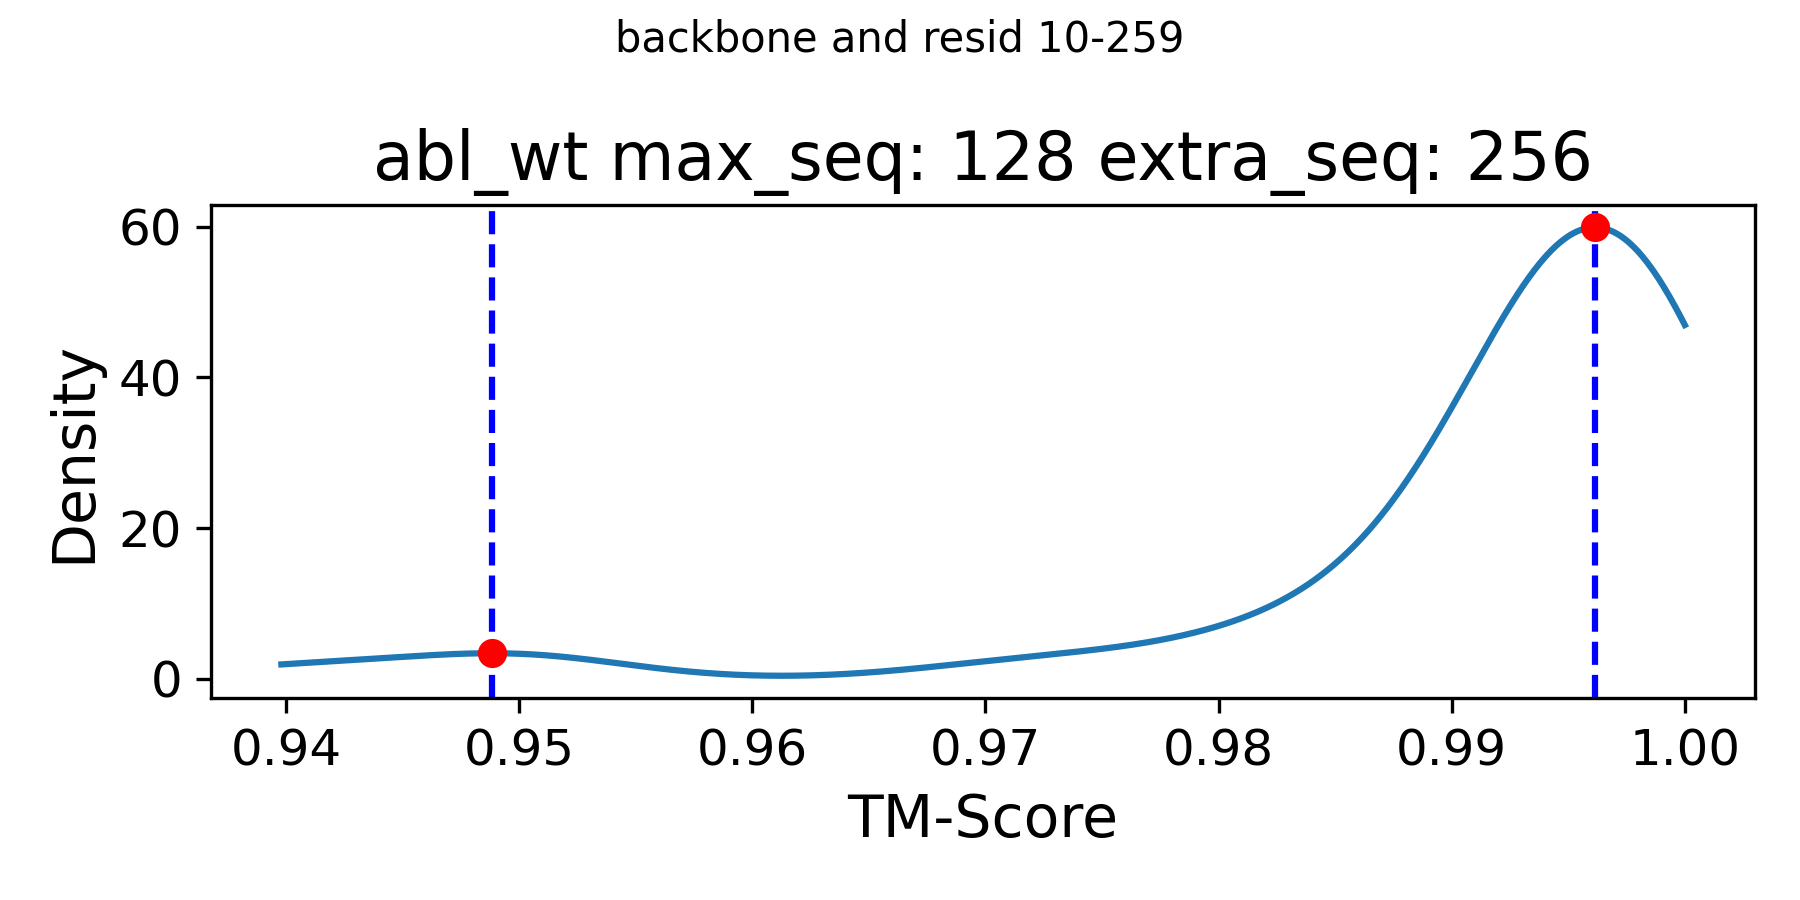 backbone and resid 10-259
abl_wt max_seq: 128 extra_seq: 256
60
40
20
0
Density
0.94 0.95 0.96 0.97 0.98 0.99 1.00
TM-Score